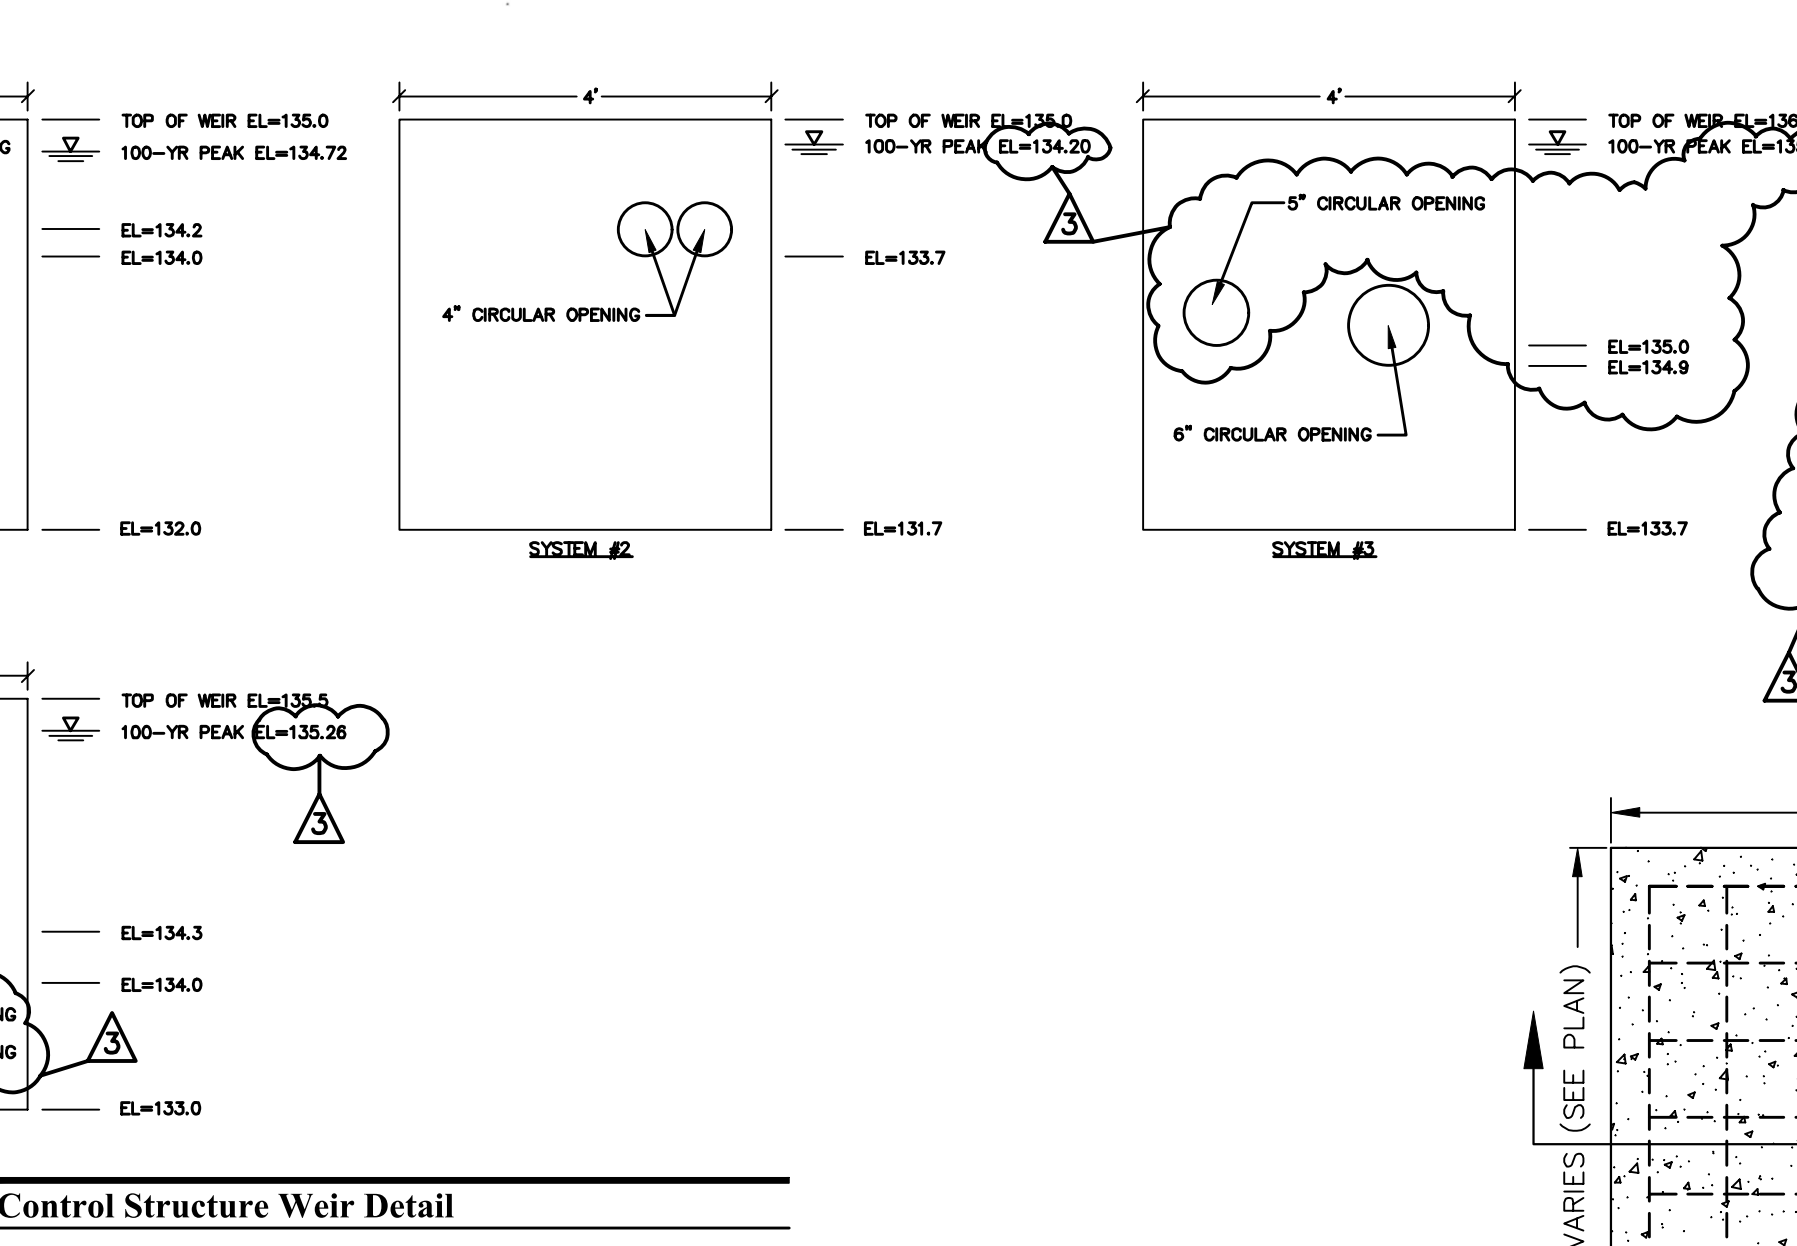 4'
4'
TOP OF WEIR EL=135.0
100-YR PEAK EL=134.72
EL=134.2
EL=134.0
EL=132.0
4" CIRCULAR OPENING
SYSTEM #2
TOP OF WEIR EL=135.0
100-YR PEAK EL=134.20
3
EL=133.7
EL=131.7
5" CIRCULAR OPENING
6" CIRCULAR OPENING
SYSTEM #3
TOP OF WEIR EL=136
100-YR PEAK
EL=135.0
EL=134.9
EL=133.7
3
TOP OF WEIR EL=135.5
100-YR PEAK EL=135.26
3
EL=134.3
EL=134.0
NG
NG
3
EL=133.0
Control Structure Weir Detail
VARIES (SEE PLAN)